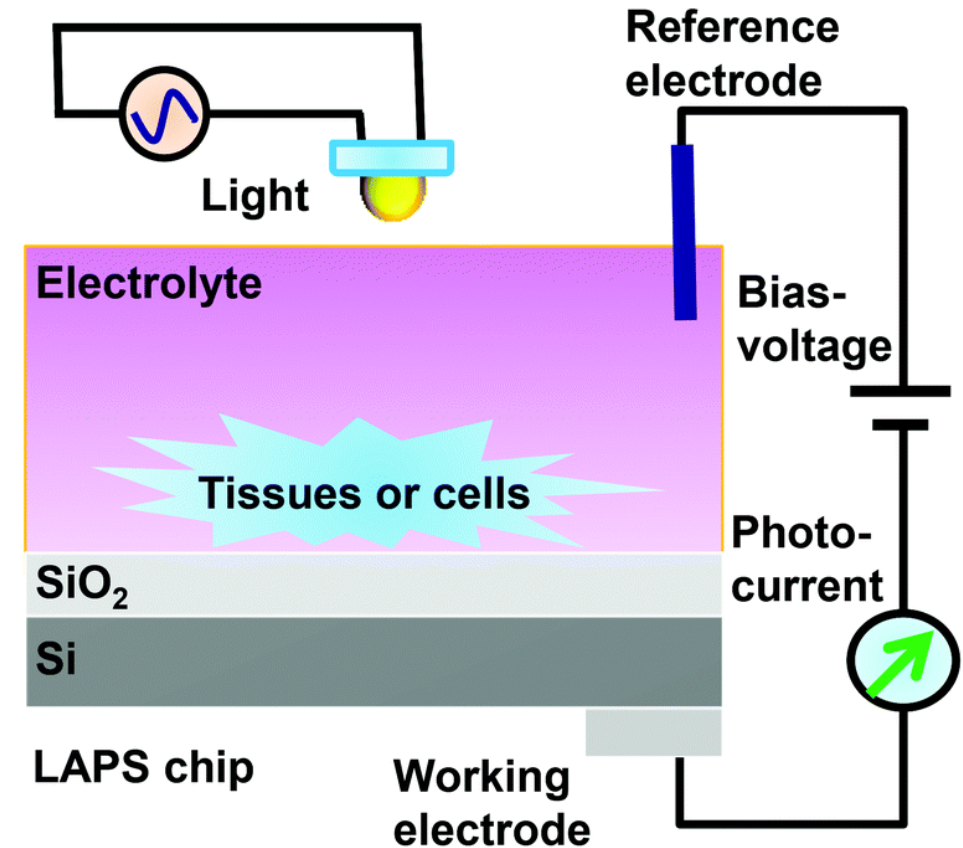 Reference
electrode
Light
Electrolyte
Bias-
voltage
Tissues or cells
Photo-
current
SiO₂
Si
LAPS chip
Working
electrode